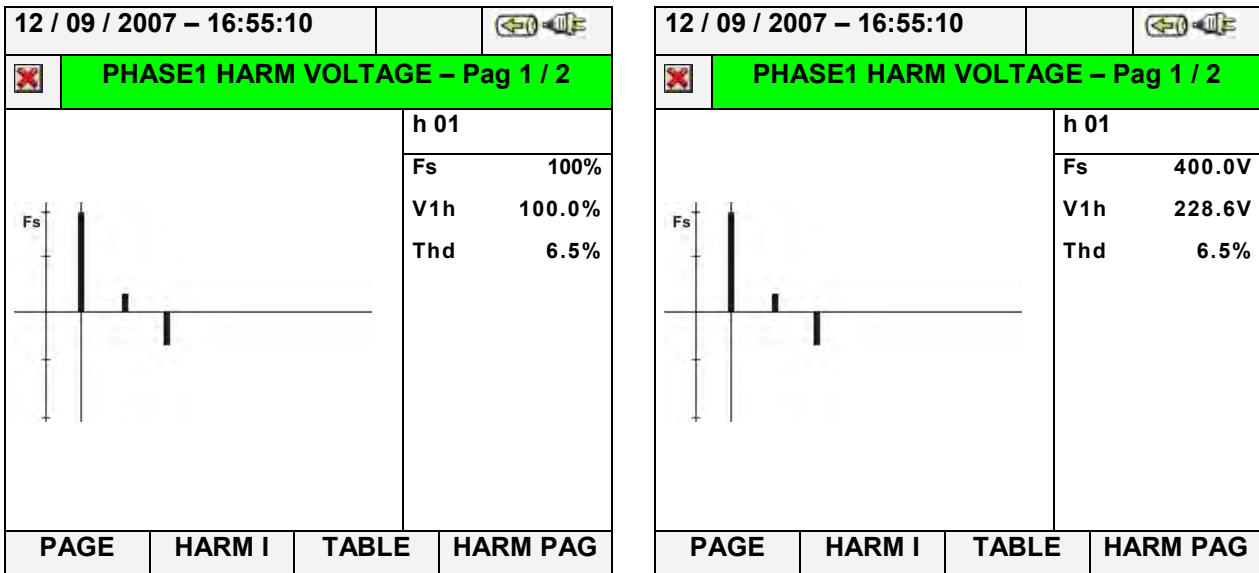 12 / 09 / 2007 – 16:55:10
PHASE1 HARM VOLTAGE – Pag 1 / 2
h 01
Fs 100%
V1h 100.0%
Thd 6.5%
Fs
PAGE HARM I TABLE HARM PAG
12 / 09 / 2007 – 16:55:10
PHASE1 HARM VOLTAGE – Pag 1 / 2
h 01
Fs 400.0V
V1h 228.6V
Thd 6.5%
Fs
PAGE HARM I TABLE HARM PAG